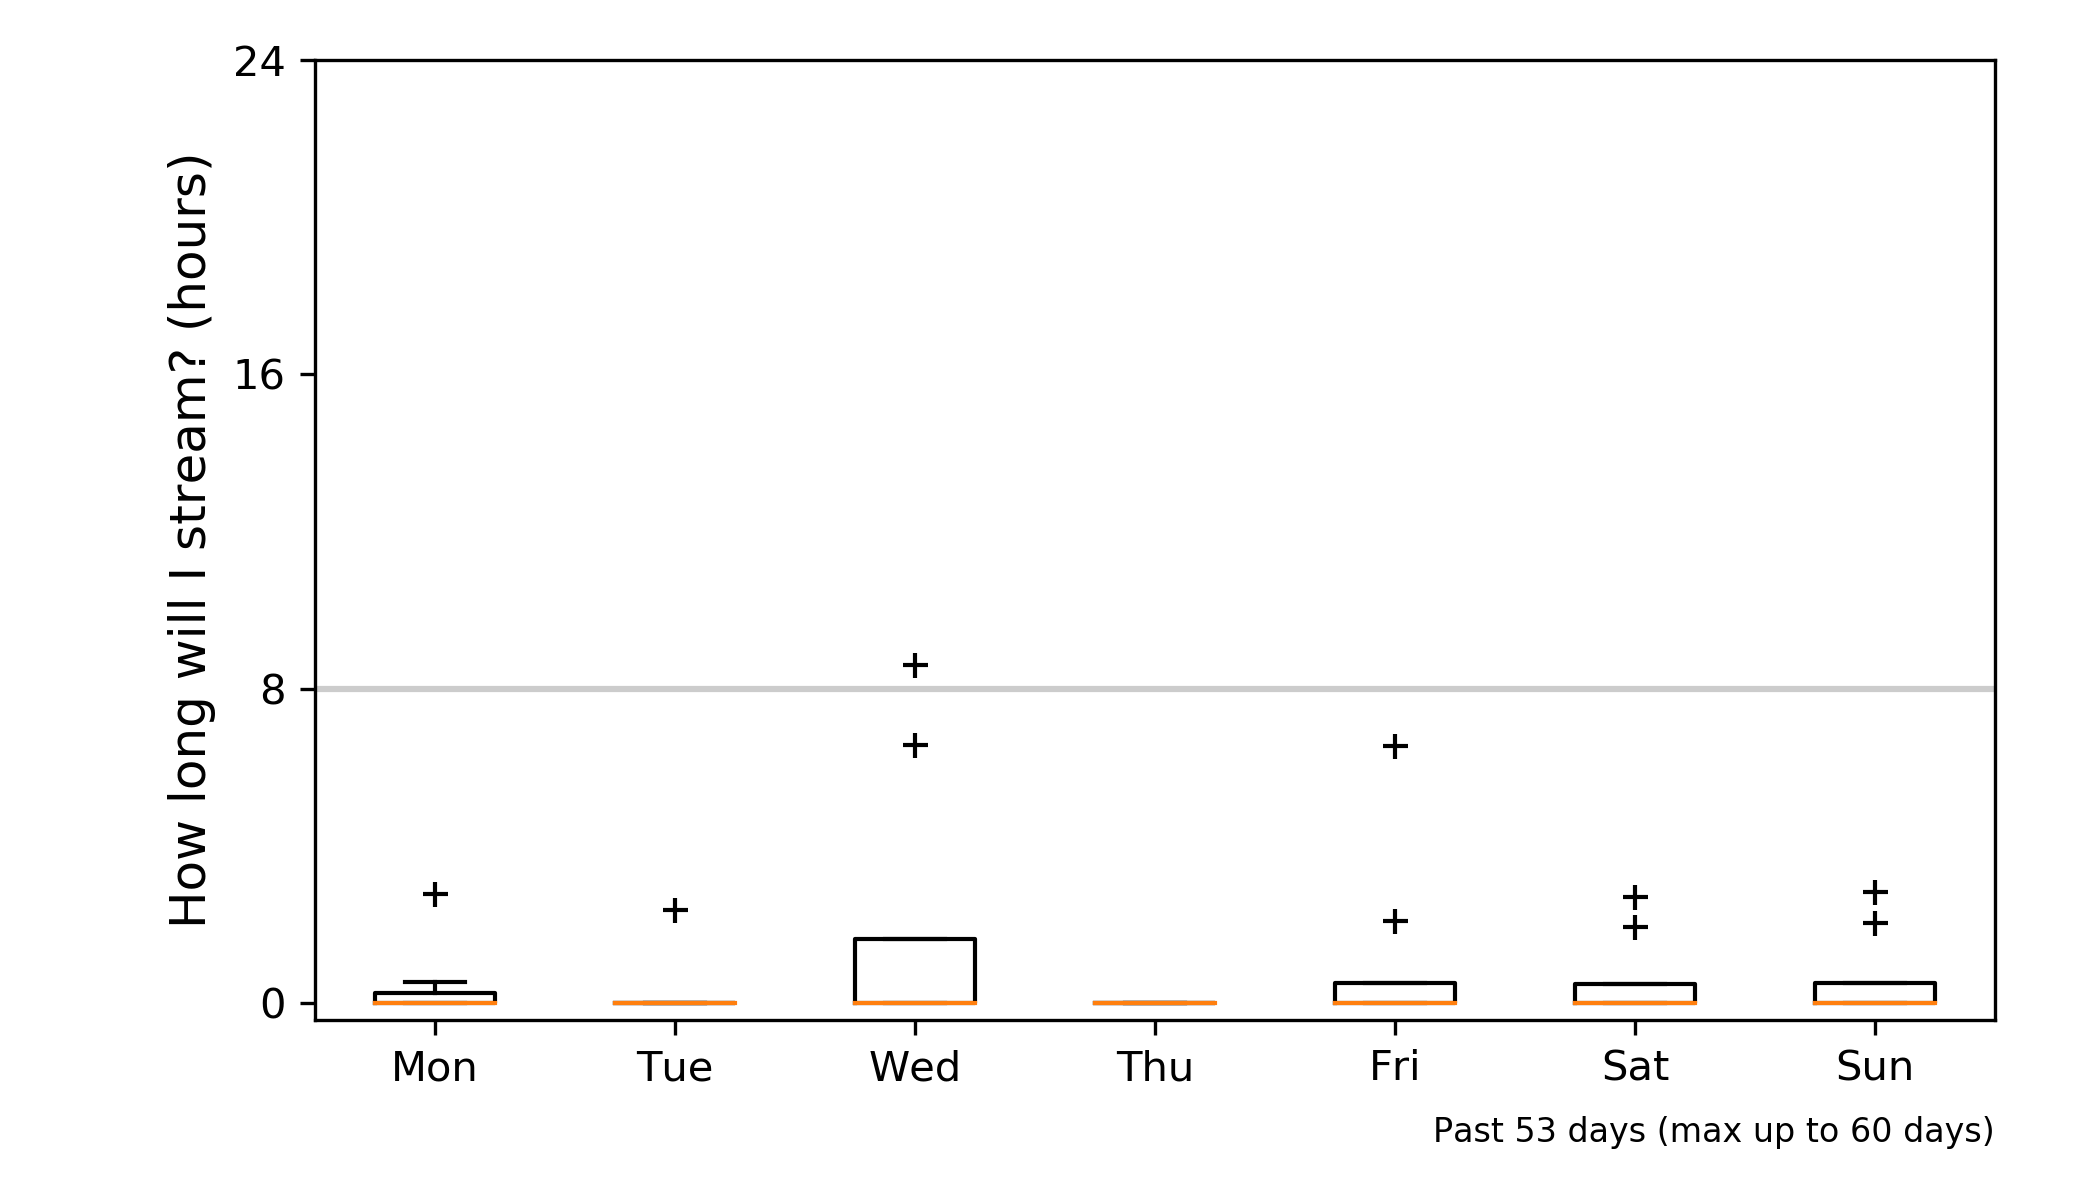 How long will I stream? (hours)
24
16
8
0
Mon Tue Wed Thu Fri Sat Sun
Past 53 days (max up to 60 days)